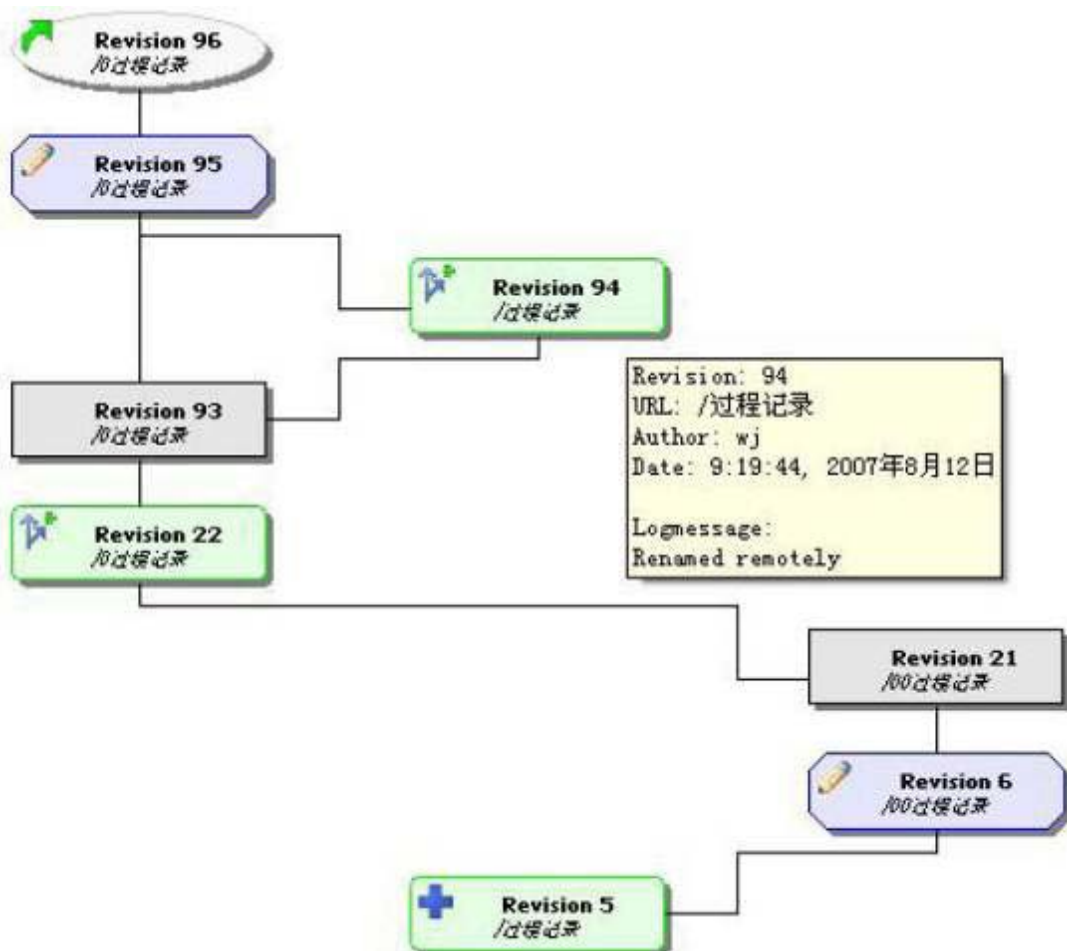 Revision 96
/0过程记录
Revision 95
/0过程记录
Revision 94
/过程记录
Revision: 94
URL: /过程记录
Author: wj
Date: 9:19:44, 2007年8月12日
Logmessage:
Renamed remotely
Revision 93
/0过程记录
Revision 22
/0过程记录
Revision 21
/00过程记录
Revision 6
/00过程记录
Revision 5
/过程记录